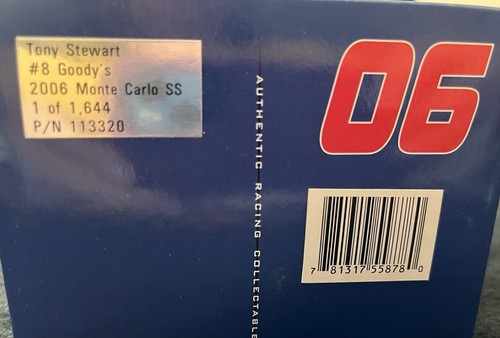 Tony Stewart
#8 Goody's
2006 Monte Carlo SS
1 of 1,644
P/N 113320
AUTHENTIC RACING COLLECTABLE
06
7 81317 55878 0